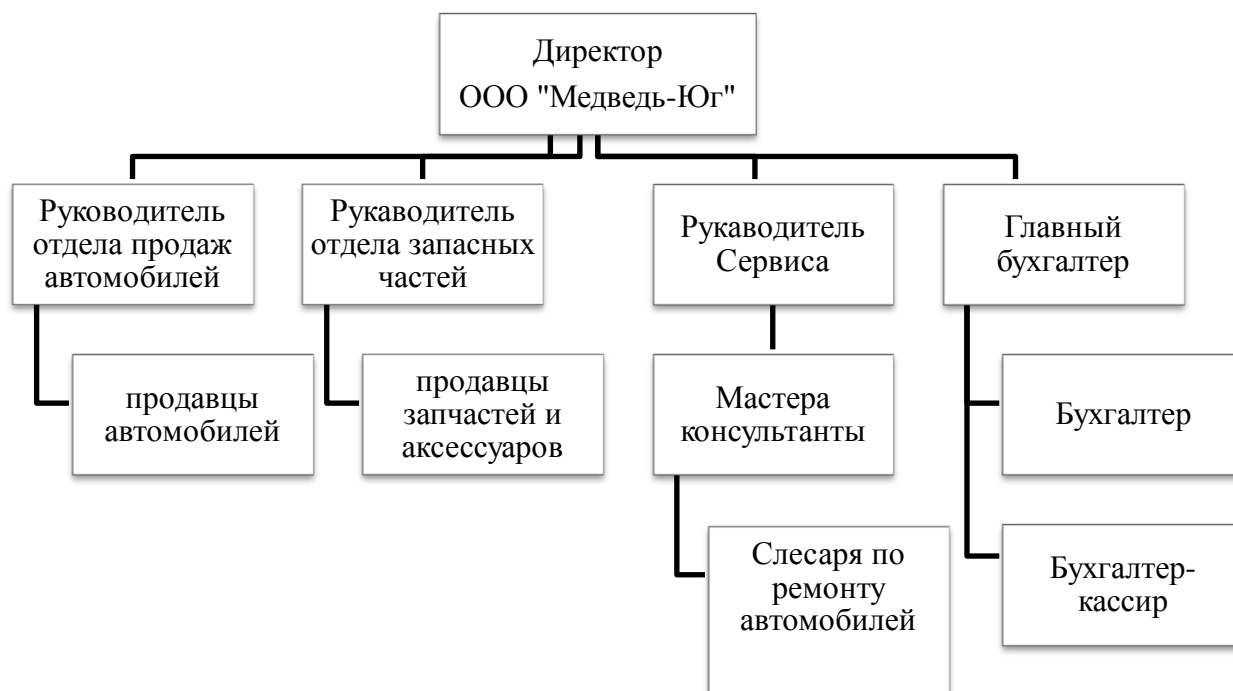 Директор
ООО "Медведь-Юг"
Руководитель
отдела продаж
автомобилей
Рукаводитель
отдела запасных
частей
Рукаводитель
Сервиса
Главный
бухгалтер
продавцы
автомобилей
продавцы
запчастей и
аксессуаров
Мастера
консультанты
Бухгалтер
Слесаря по
ремонту
автомобилей
Бухгалтер-
кассир